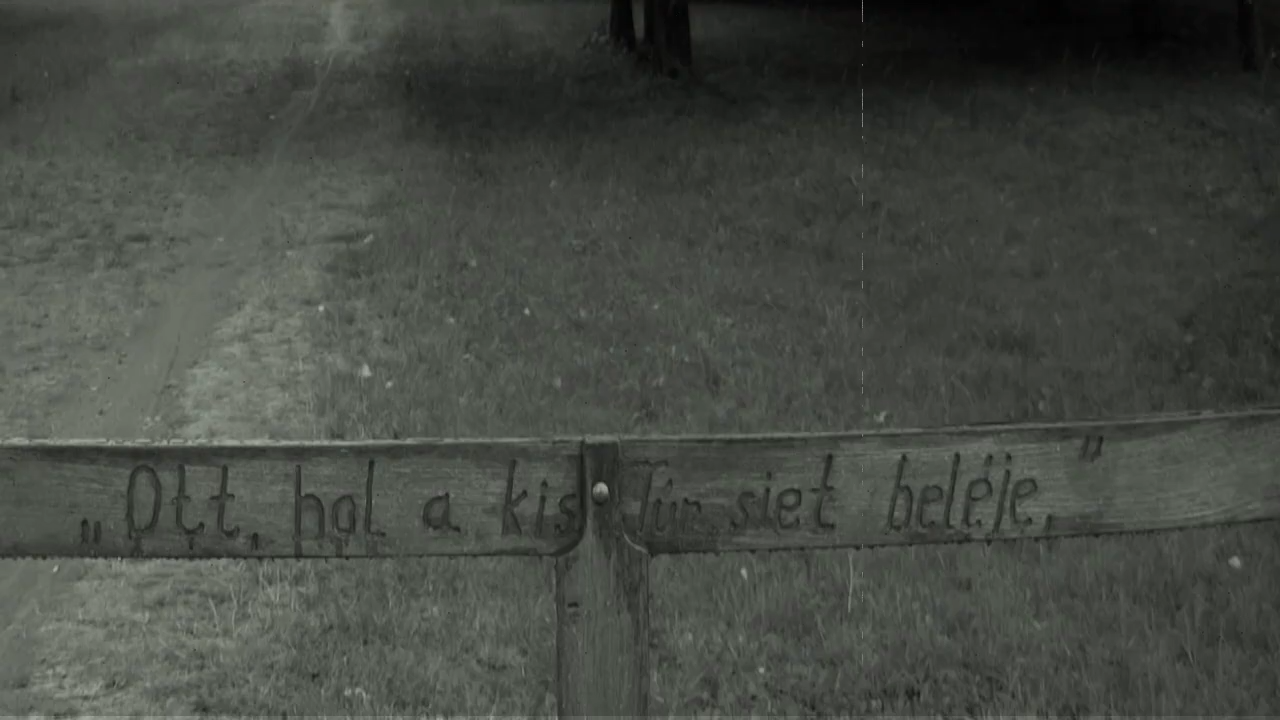 „Ott, hol a kis Túr siet beléje,”